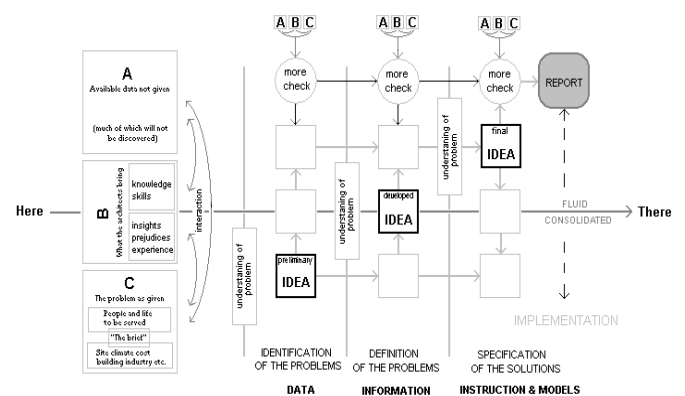 A B C
A B C
A B C
A
Available data not given
(much of which will not
be discovered)
more
check
more
check
more
check
REPORT
understaning of
problem
final
IDEA
B
What the architects bring
knowledge
skills
insights
prejudices
experience
interaction
understaning of
problem
developed
IDEA
Here
FLUID
CONSOLIDATED
There
understaning of
problem
preliminary
IDEA
C
The problem as given
People and life
to be served
"The brief"
Site climate cost
building industry etc.
IMPLEMENTATION
IDENTIFICATION
OF THE PROBLEMS
DATA
DEFINITION
OF THE PROBLEMS
INFORMATION
SPECIFICATION
OF THE SOLUTIONS
INSTRUCTION & MODELS